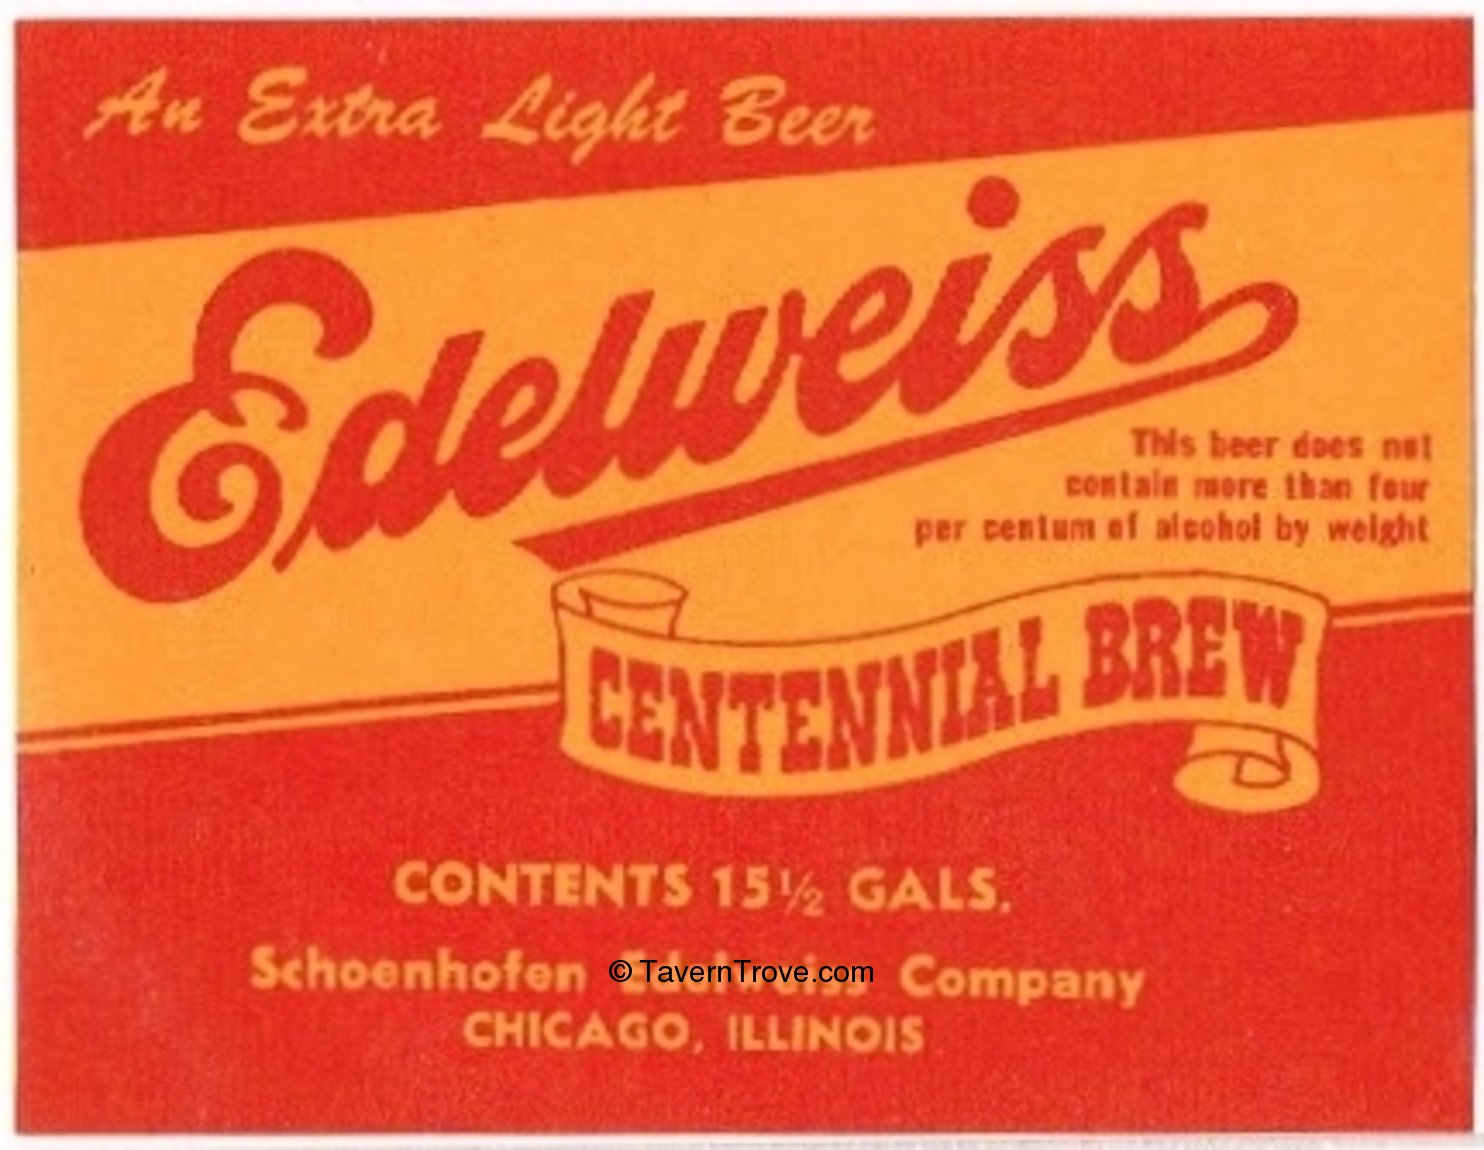 An Extra Light Beer
Edelweiss
This beer does not
contain more than four
per centum of alcohol by weight
CENTENNIAL BREW
CONTENTS 15½ GALS.
Schoenhofen Edelweiss Company
© TavernTrove.com
CHICAGO, ILLINOIS